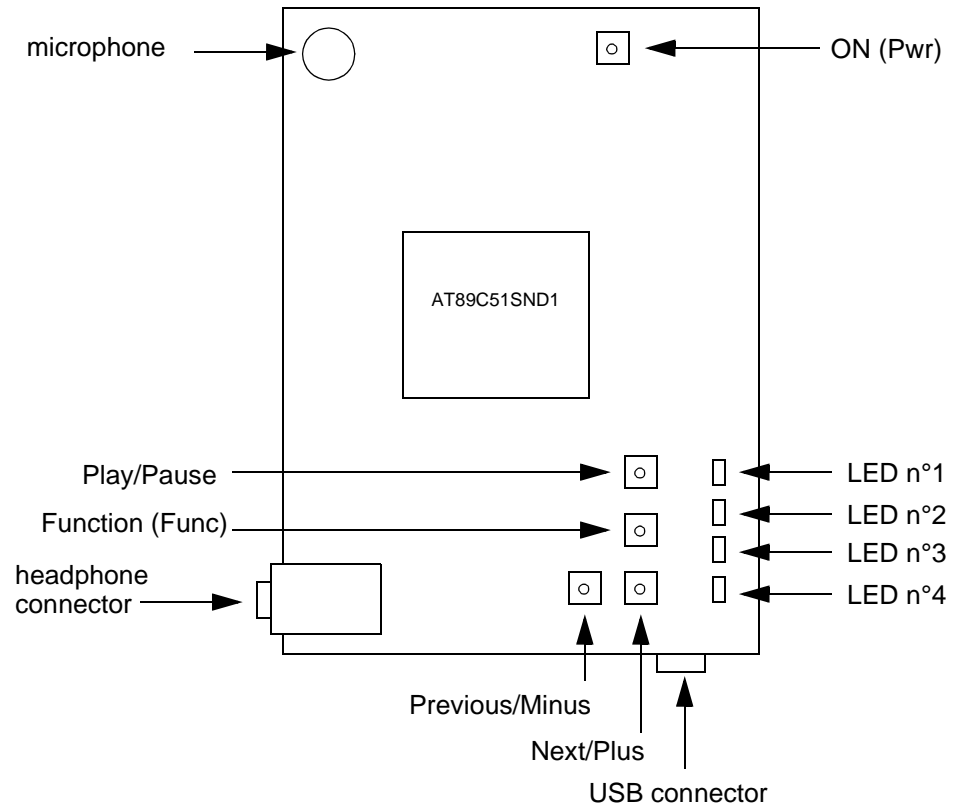 microphone
ON (Pwr)
AT89C51SND1
Play/Pause
LED n°1
Function (Func)
LED n°2
LED n°3
headphone
connector
LED n°4
Previous/Minus
Next/Plus
USB connector